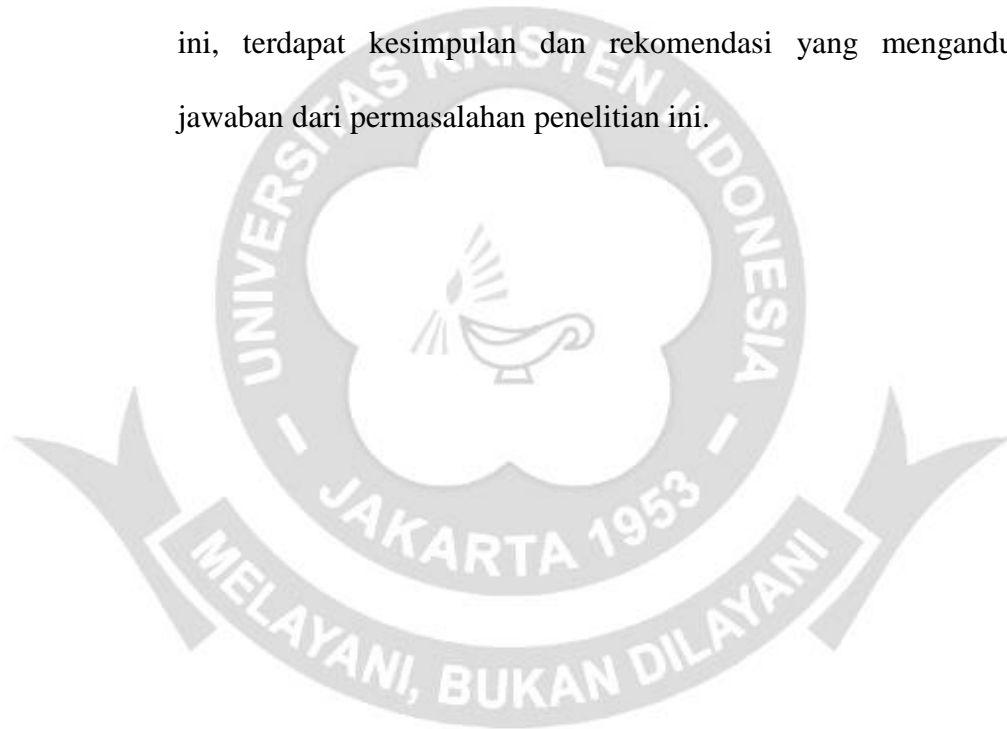 ini, terdapat kesimpulan dan rekomendasi yang mengandu
jawaban dari permasalahan penelitian ini.
UNIVERSITAS KRISTEN INDONESIA
- JAKARTA 1953 -
MELAYANI, BUKAN DILAYANI